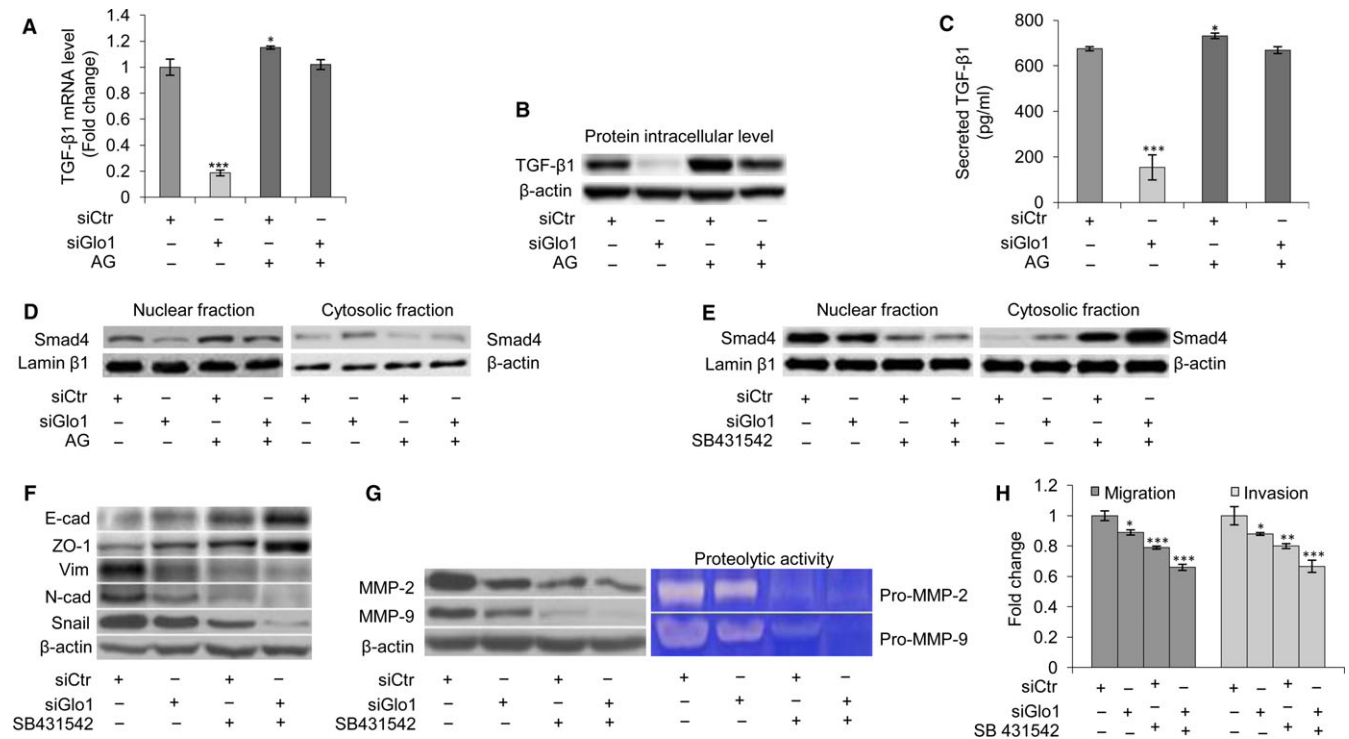 A
TGF-β1 mRNA level
(Fold change)
1.4
1.2
1
0.8
0.6
0.4
0.2
0
***
*
siCtr + – + –
siGlo1 – + – +
AG – – + +
B
Protein intracellular level
TGF-β1
β-actin
siCtr + – + –
siGlo1 – + – +
AG – – + +
C
Secreted TGF-β1
(pg/ml)
800
600
400
200
0
***
*
siCtr + – + –
siGlo1 – + – +
AG – – + +
D
Nuclear fraction Cytosolic fraction
Smad4 Smad4
Lamin β1 β-actin
siCtr + – + – + – + –
siGlo1 – + – + – + – +
AG – – + + – – + +
E
Nuclear fraction Cytosolic fraction
Smad4 Smad4
Lamin β1 β-actin
siCtr + – + – + – + –
siGlo1 – + – + – + – +
SB431542 – – + + – – + +
F
E-cad
ZO-1
Vim
N-cad
Snail
β-actin
siCtr + – + –
siGlo1 – + – +
SB431542 – – + +
G
Proteolytic activity
MMP-2 Pro-MMP-2
MMP-9 Pro-MMP-9
β-actin
siCtr + – + – + – + –
siGlo1 – + – + – + – +
SB431542 – – + + – – + +
H
Fold change
1.2
1
0.8
0.6
0.4
0.2
0
Migration Invasion
* *** *** * ** ***
siCtr + – + – + – + –
siGlo1 – + – + – + – +
SB 431542 – – + + – – + +